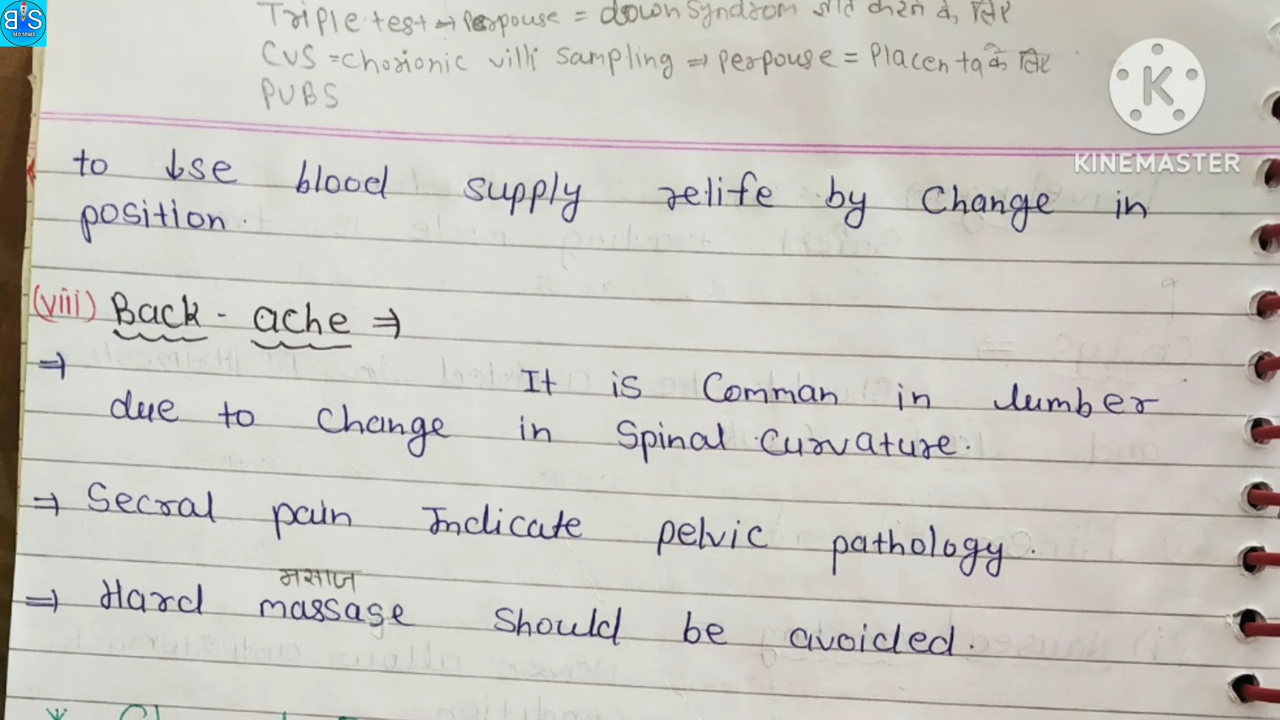 Triple test ⇒ perpouse = down Syndrom ज्ञात करने के लिए
CVS = chorionic villi sampling ⇒ perpouse = Placenta के लिए
PUBS
to ↓se blood supply relife by Change in
position.
(viii) Back - ache ⇒
⇒ It is Comman in lumber
due to Change in Spinal Curvature.
⇒ Secral pain Indicate pelvic pathology.
मसाज
⇒ Hard massage should be avoided.
KINEMASTER
K
BS